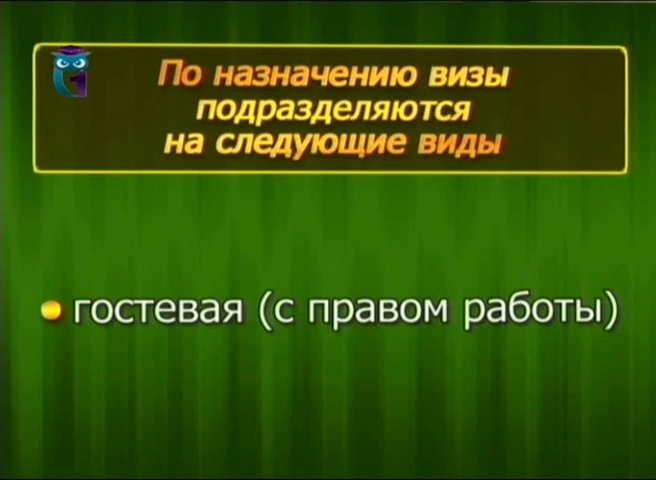 По назначению визы
подразделяются
на следующие виды
гостевая (с правом работы)